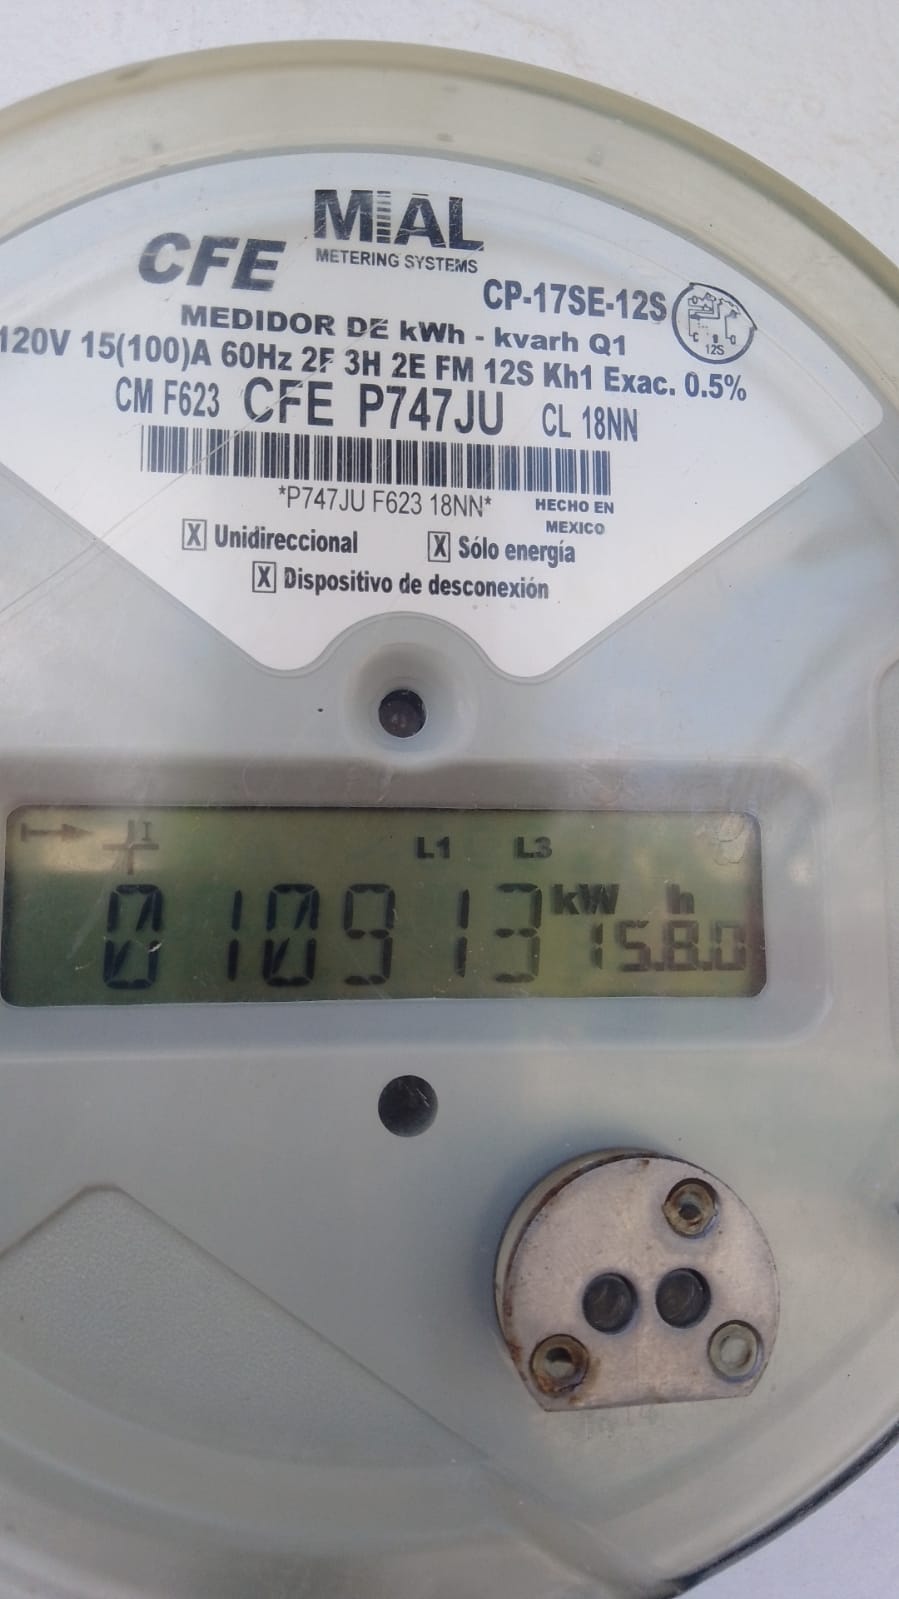 MIAL
METERING SYSTEMS
CFE
CP-17SE-12S
12S
MEDIDOR DE kWh - kvarh Q1
120V 15(100)A 60Hz 2F 3H 2E FM 12S Kh1 Exac. 0.5%
CM F623 CFE P747JU CL 18NN
*P747JU F623 18NN*
HECHO EN
MEXICO
X Unidireccional X Sólo energía
X Dispositivo de desconexión
L1 L3
010913 kW h 15.8.0